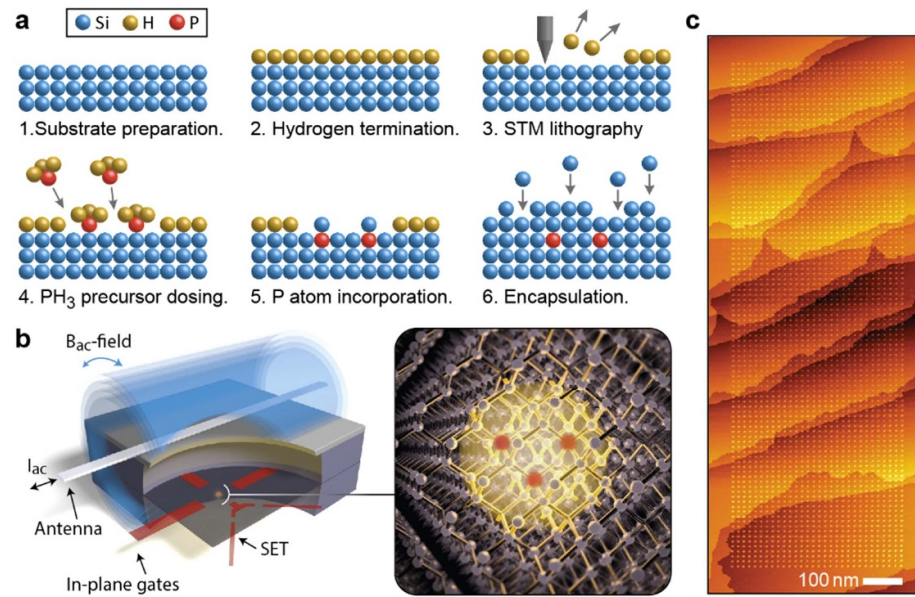 a
Si H P
1.Substrate preparation.
2. Hydrogen termination.
3. STM lithography
4. PH₃ precursor dosing.
5. P atom incorporation.
6. Encapsulation.
b
Bac-field
Iac
Antenna
In-plane gates
SET
c
100 nm